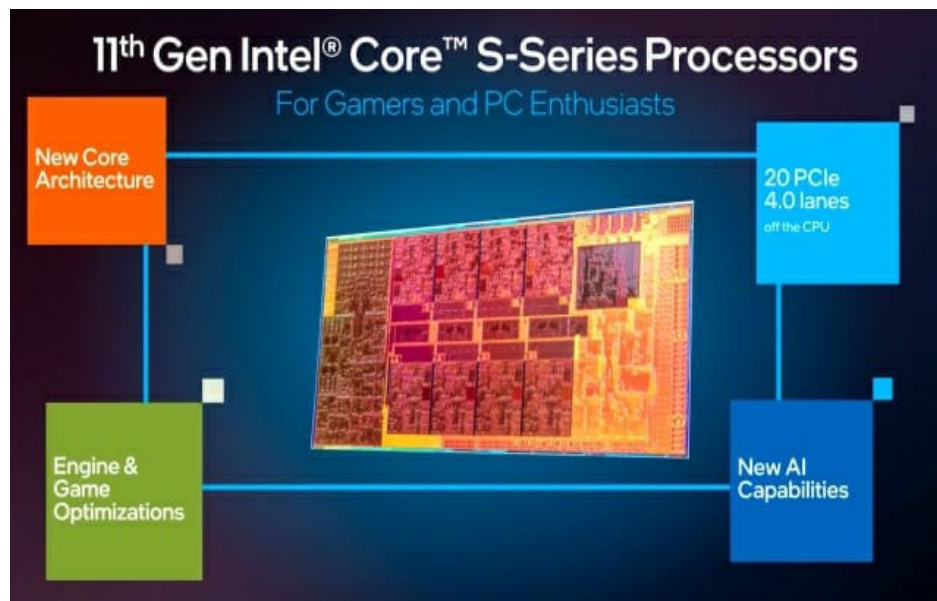 11th Gen Intel® Core™ S-Series Processors
For Gamers and PC Enthusiasts
New Core
Architecture
20 PCIe
4.0 lanes
off the CPU
Engine &
Game
Optimizations
New AI
Capabilities